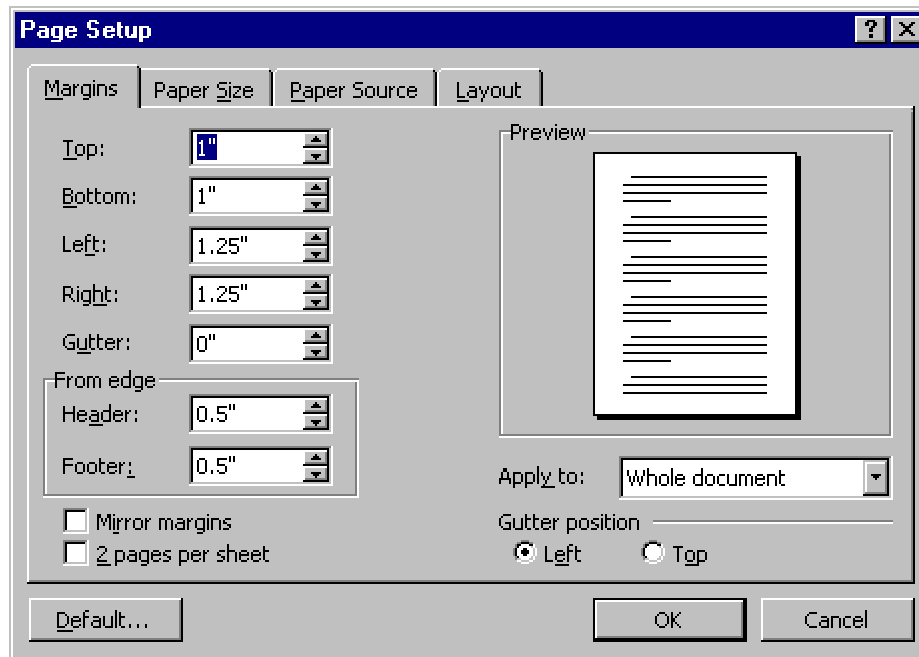 Page Setup
Margins Paper Size Paper Source Layout
Top: 1"
Bottom: 1"
Left: 1.25"
Right: 1.25"
Gutter: 0"
From edge
Header: 0.5"
Footer: 0.5"
Mirror margins
2 pages per sheet
Preview
Apply to: Whole document
Gutter position
Left Top
Default... OK Cancel